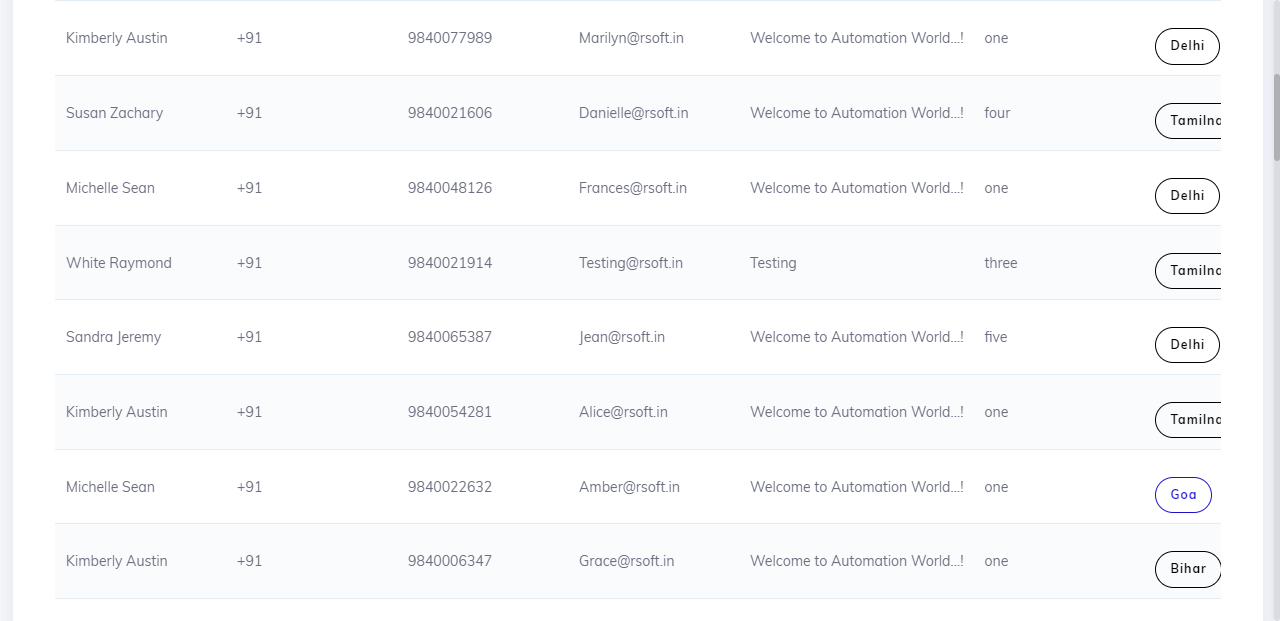 Kimberly Austin +91 9840077989 Marilyn@rsoft.in Welcome to Automation World...! one Delhi
Susan Zachary +91 9840021606 Danielle@rsoft.in Welcome to Automation World...! four Tamilna
Michelle Sean +91 9840048126 Frances@rsoft.in Welcome to Automation World...! one Delhi
White Raymond +91 9840021914 Testing@rsoft.in Testing three Tamilna
Sandra Jeremy +91 9840065387 Jean@rsoft.in Welcome to Automation World...! five Delhi
Kimberly Austin +91 9840054281 Alice@rsoft.in Welcome to Automation World...! one Tamilna
Michelle Sean +91 9840022632 Amber@rsoft.in Welcome to Automation World...! one Goa
Kimberly Austin +91 9840006347 Grace@rsoft.in Welcome to Automation World...! one Bihar